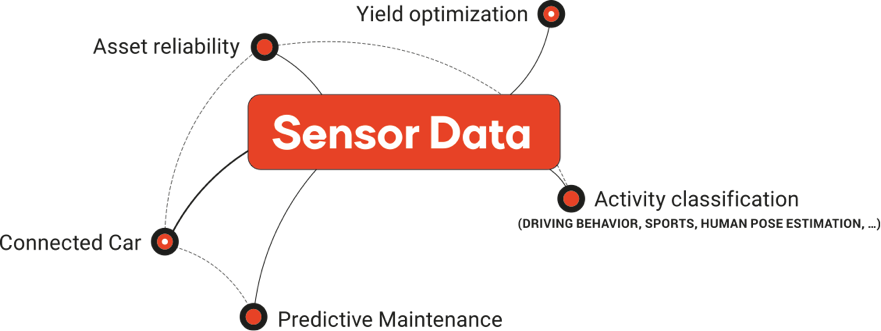 Yield optimization
Asset reliability
Sensor Data
Activity classification
(DRIVING BEHAVIOR, SPORTS, HUMAN POSE ESTIMATION, ...)
Connected Car
Predictive Maintenance